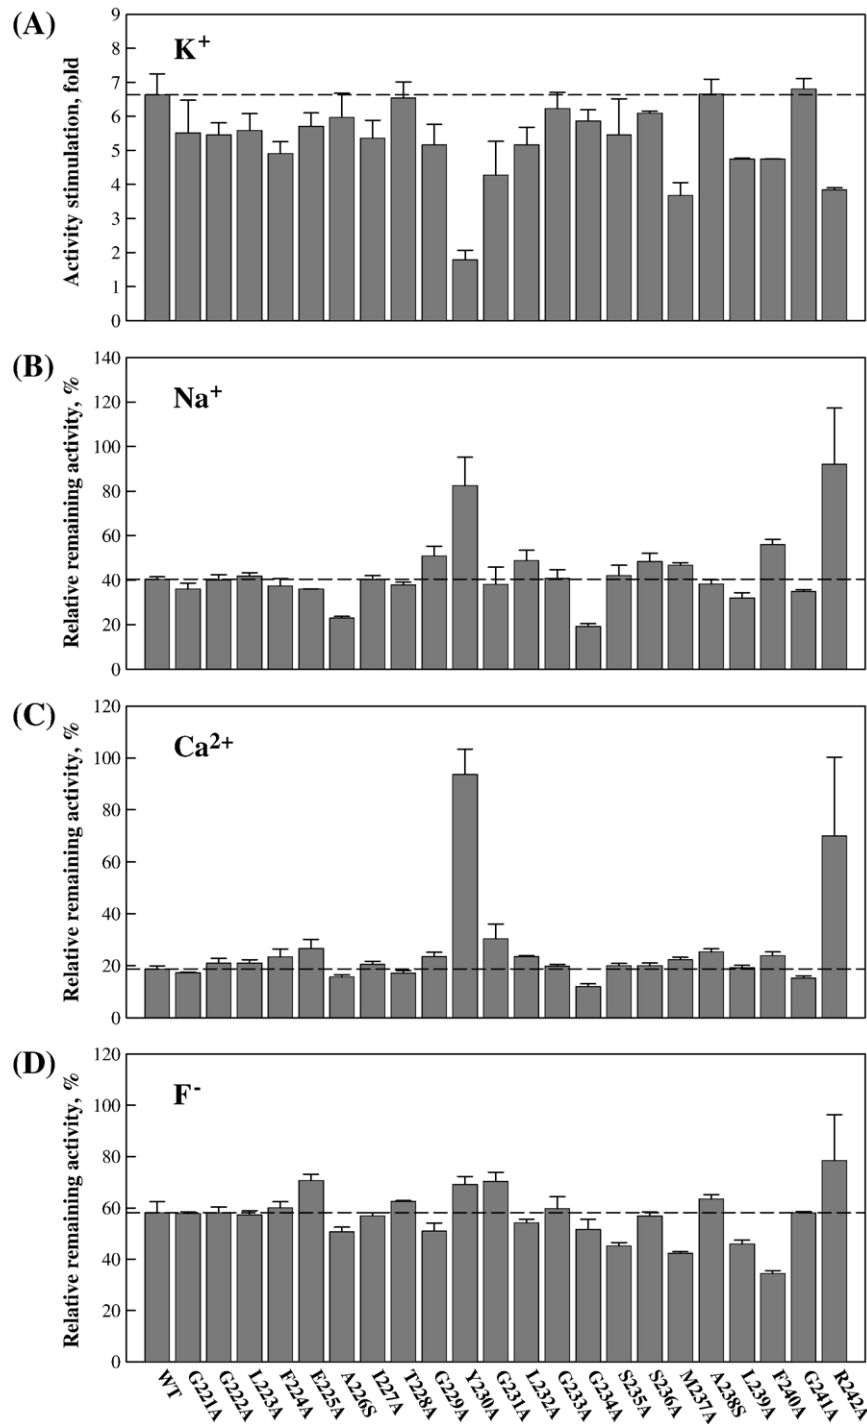 (A)
K+
Activity stimulation, fold
9
8
7
6
5
4
3
2
1
0
(B)
Na+
Relative remaining activity, %
140
120
100
80
60
40
20
0
(C)
Ca2+
Relative remaining activity, %
120
100
80
60
40
20
0
(D)
F-
Relative remaining activity, %
120
100
80
60
40
20
0
WT
G221A
G222A
L223A
F224A
E225A
A226S
I227A
T228A
G229A
Y230A
G231A
L232A
G233A
G234A
S235A
S236A
M237A
A238S
L239A
F240A
G241A
R242A